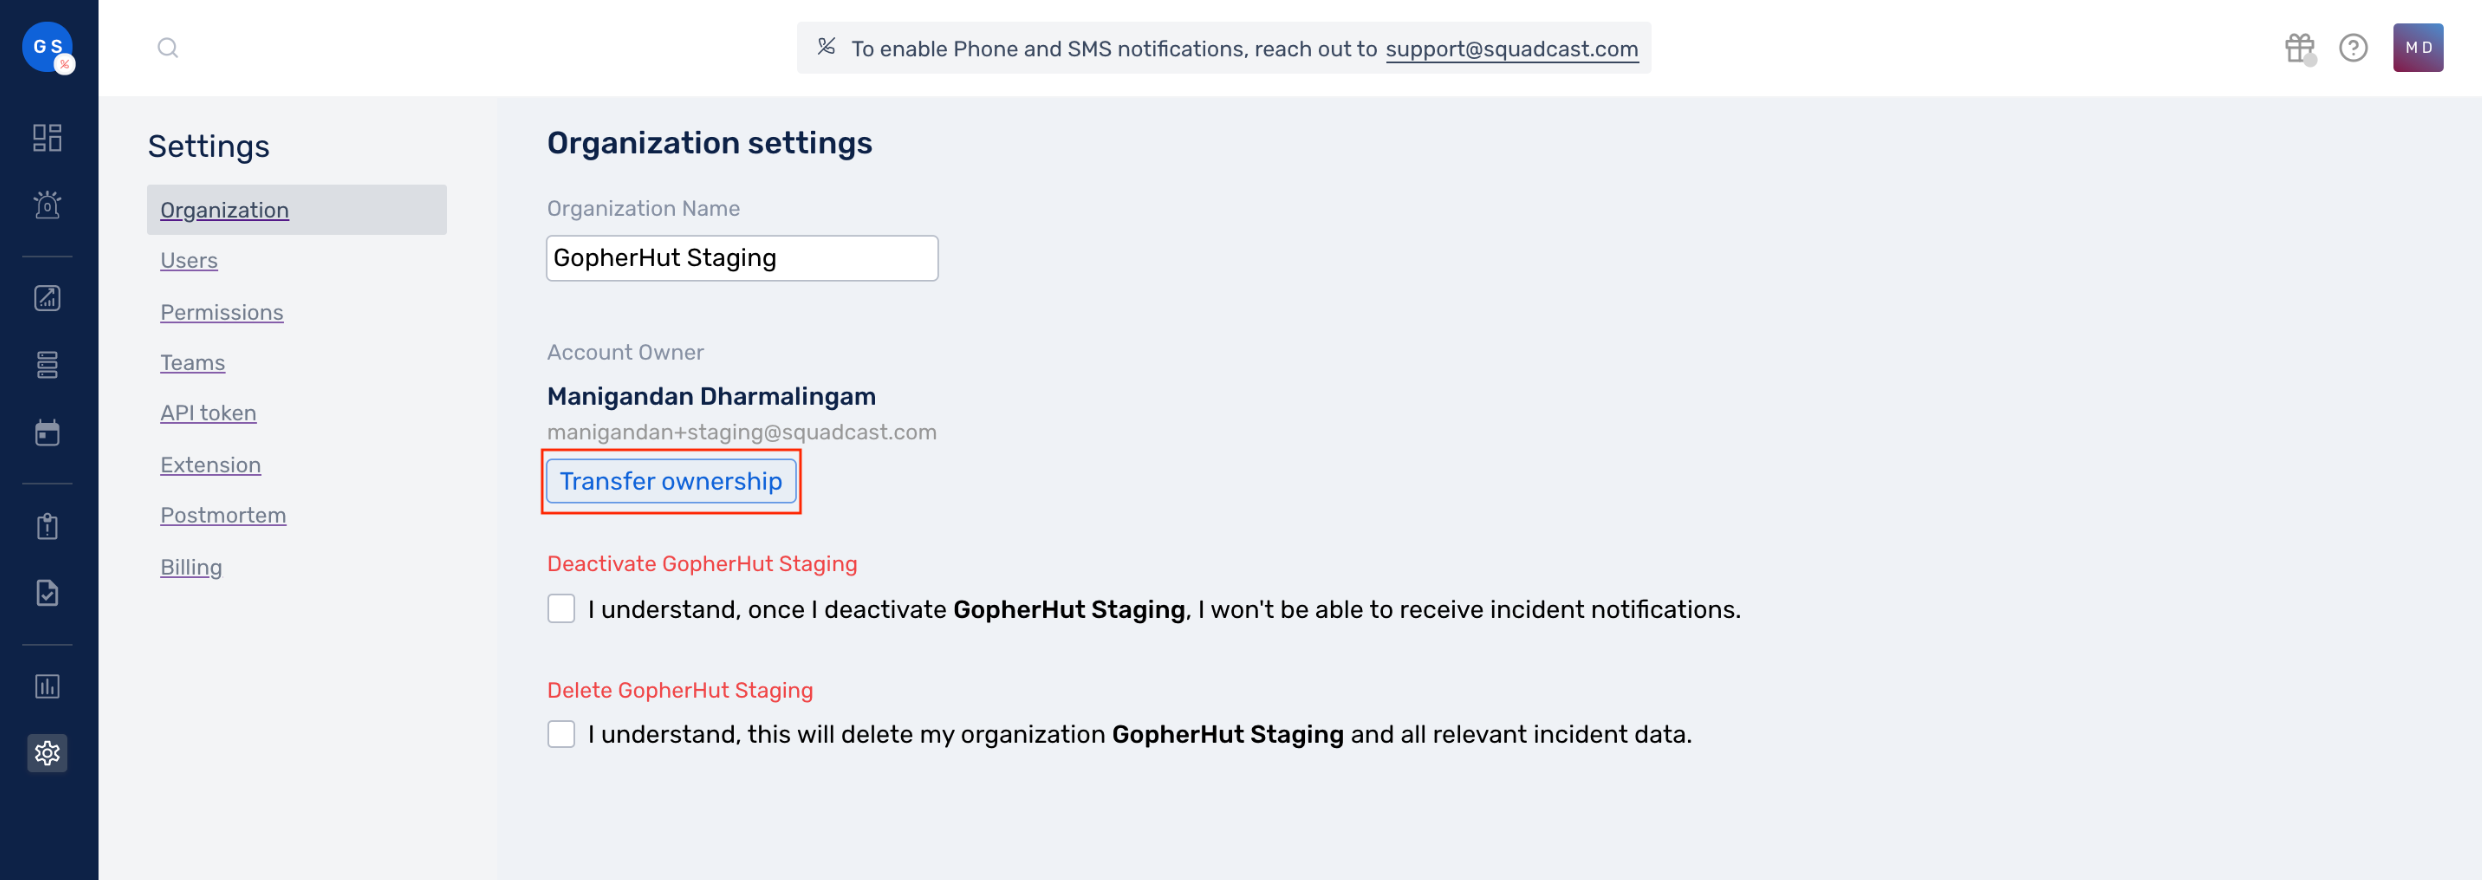 GS
To enable Phone and SMS notifications, reach out to support@squadcast.com
MD
Settings
Organization
Users
Permissions
Teams
API token
Extension
Postmortem
Billing
Organization settings
Organization Name
GopherHut Staging
Account Owner
Manigandan Dharmalingam
manigandan+staging@squadcast.com
Transfer ownership
Deactivate GopherHut Staging
I understand, once I deactivate GopherHut Staging, I won't be able to receive incident notifications.
Delete GopherHut Staging
I understand, this will delete my organization GopherHut Staging and all relevant incident data.